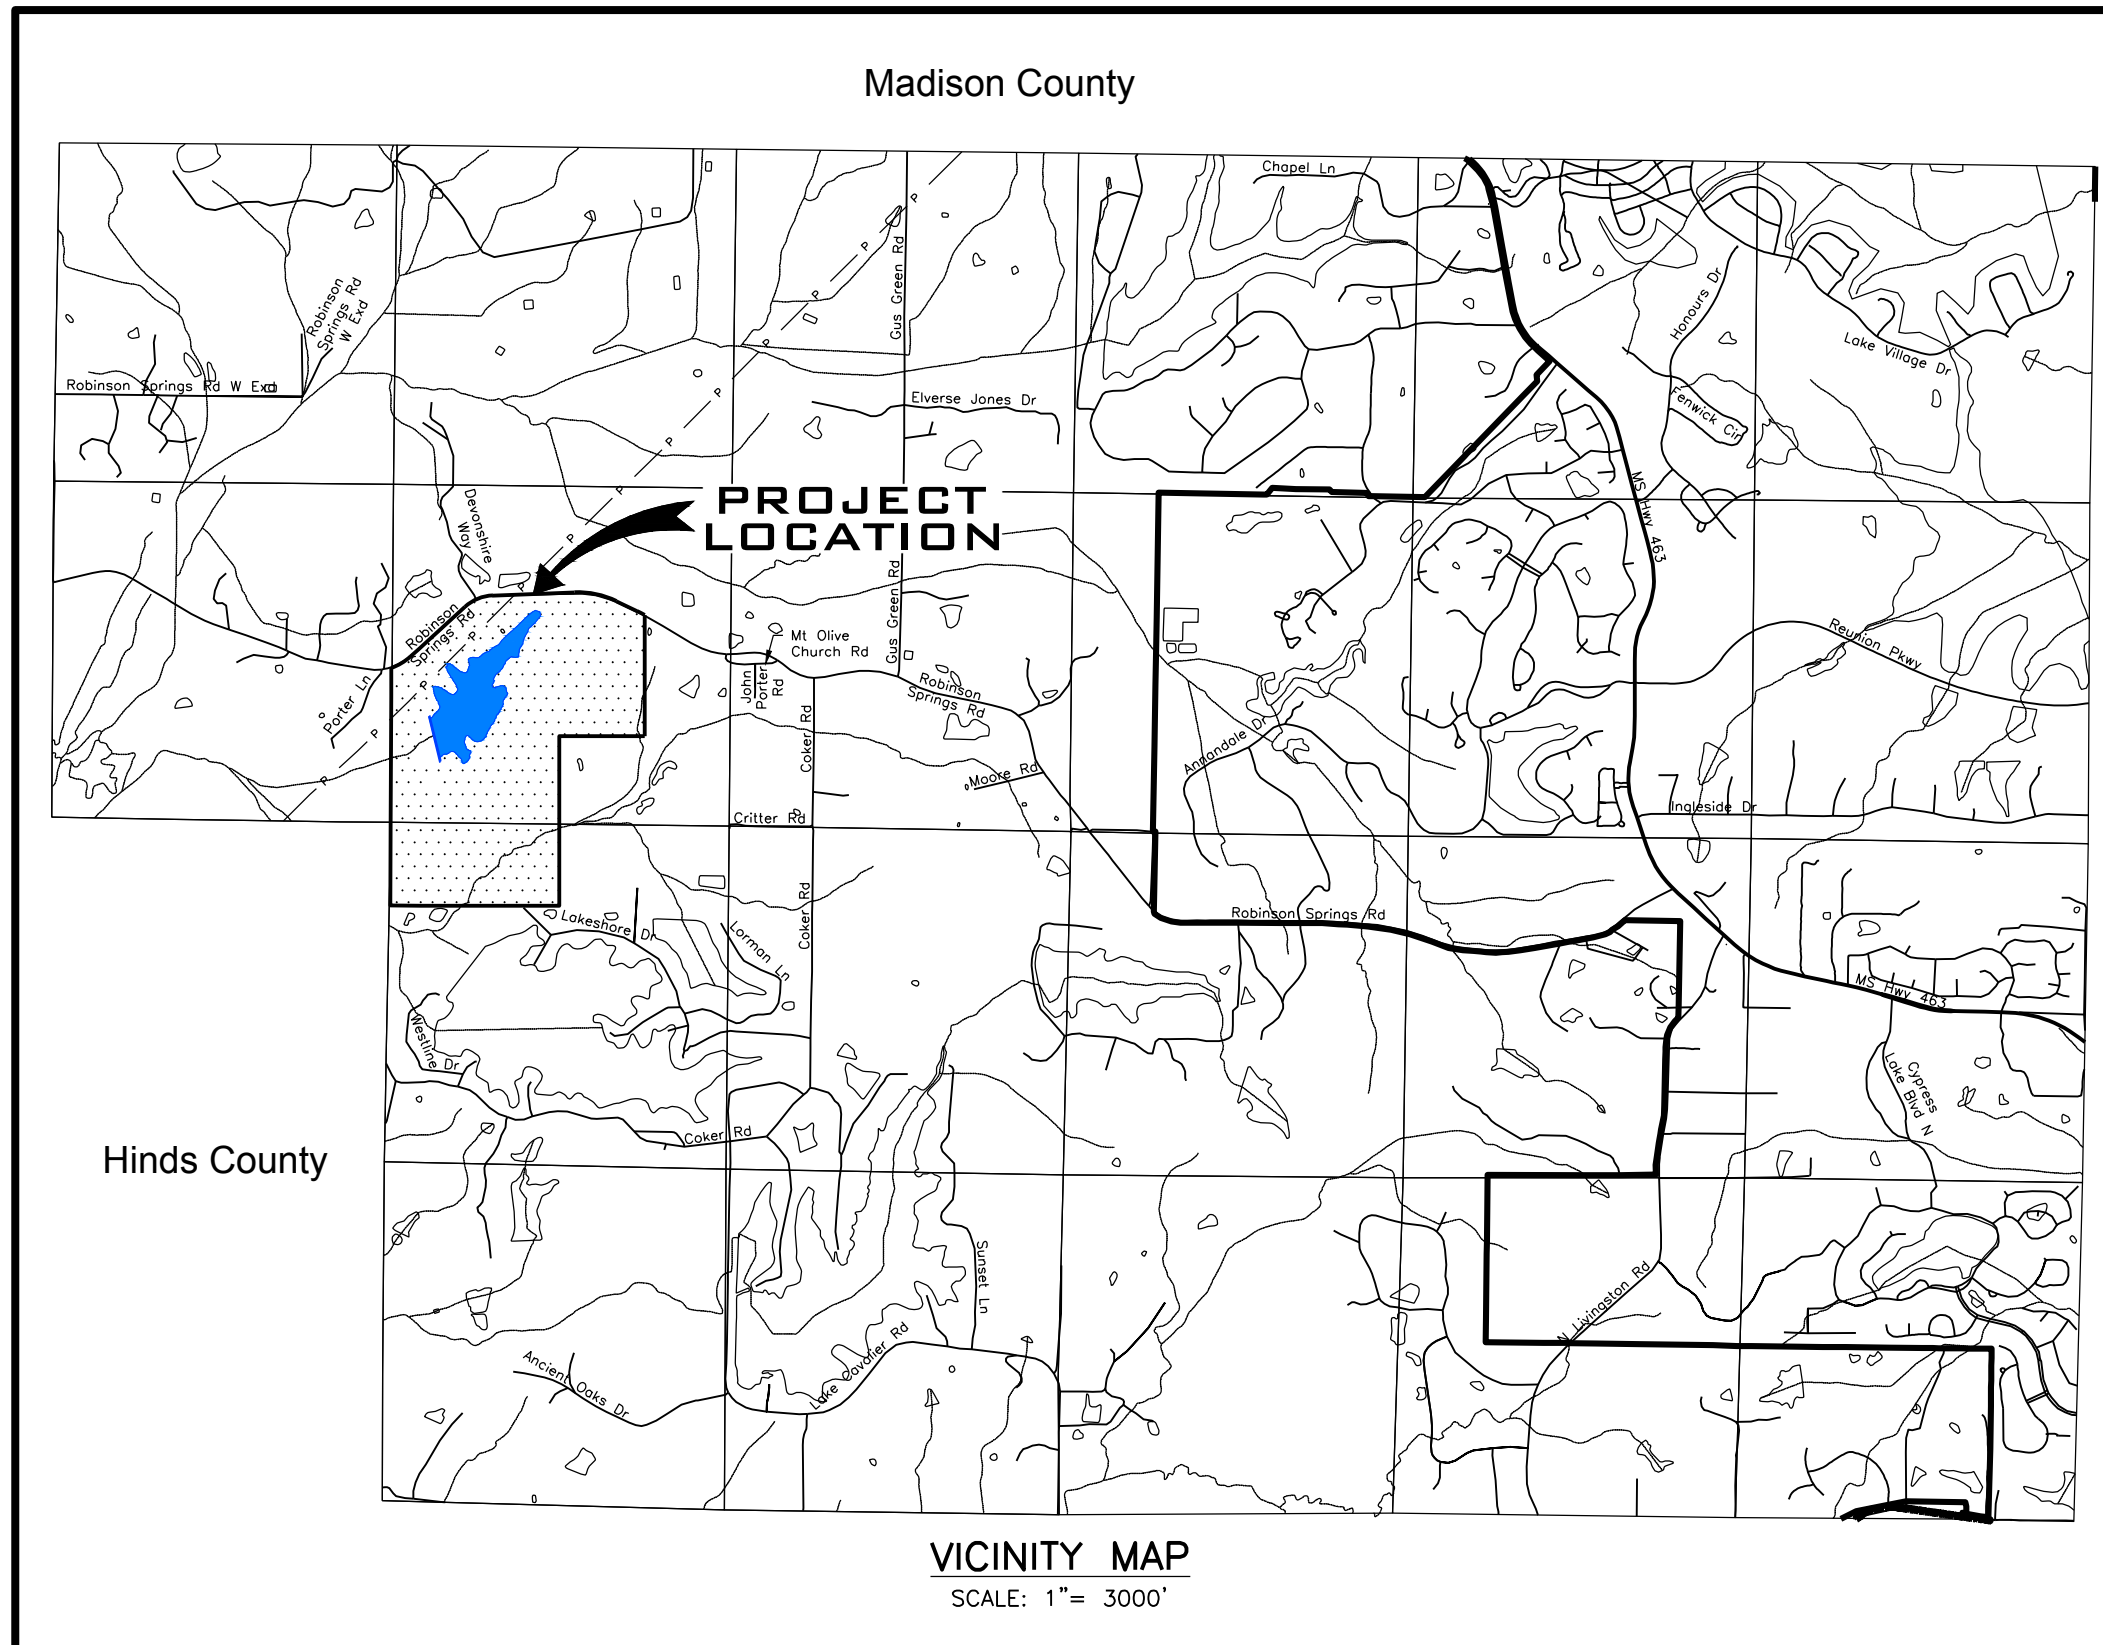 Madison County
Chapel Ln
Gus Green Rd
Honours Dr
Robinson
Springs Rd
W Exd
Lake Village Dr
Robinson Springs Rd W Exd
Elverse Jones Dr
Fenwick Cir
MS Hwy 463
PROJECT
LOCATION
Devonshire
Way
Gus Green Rd
Robinson
Springs Rd
Mt Olive
Church Rd
John
Porter
Rd
Reunion Pkwy
Porter Ln
Robinson
Springs Rd
Annandale Dr
Coker Rd
Moore Rd
Critter Rd
Ingleside Dr
Coker Rd
Lakeshore Dr
Lorman Ln
Robinson Springs Rd
MS Hwy 463
Westline Dr
Cypress
Lake Blvd N
Coker Rd
Hinds County
Sunset Ln
N Livingston Rd
Lake Cavalier Rd
Ancient Oaks Dr
P
P
P
P
P
P
P
P
P
P
P
P
P
VICINITY MAP
SCALE: 1"= 3000'